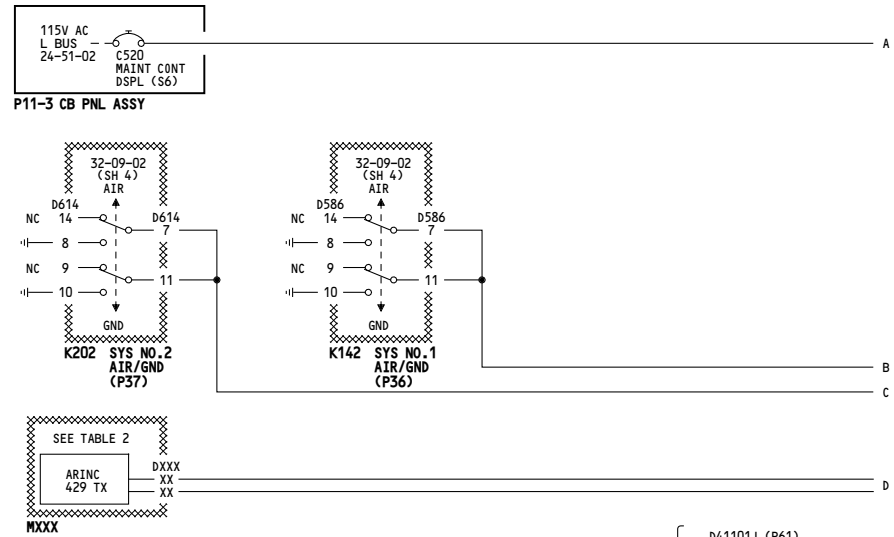 115V AC
L BUS
24-51-02
C520
MAINT CONT
DSPL (S6)
A
P11-3 CB PNL ASSY
32-09-02
(SH 4)
AIR
D614
NC 14
D614
7
8
NC 9
11
10
GND
K202 SYS NO.2
AIR/GND
(P37)
32-09-02
(SH 4)
AIR
D586
NC 14
D586
7
8
NC 9
11
10
GND
K142 SYS NO.1
AIR/GND
(P36)
B
C
SEE TABLE 2
ARINC
429 TX
DXXX
XX
XX
D
MXXX